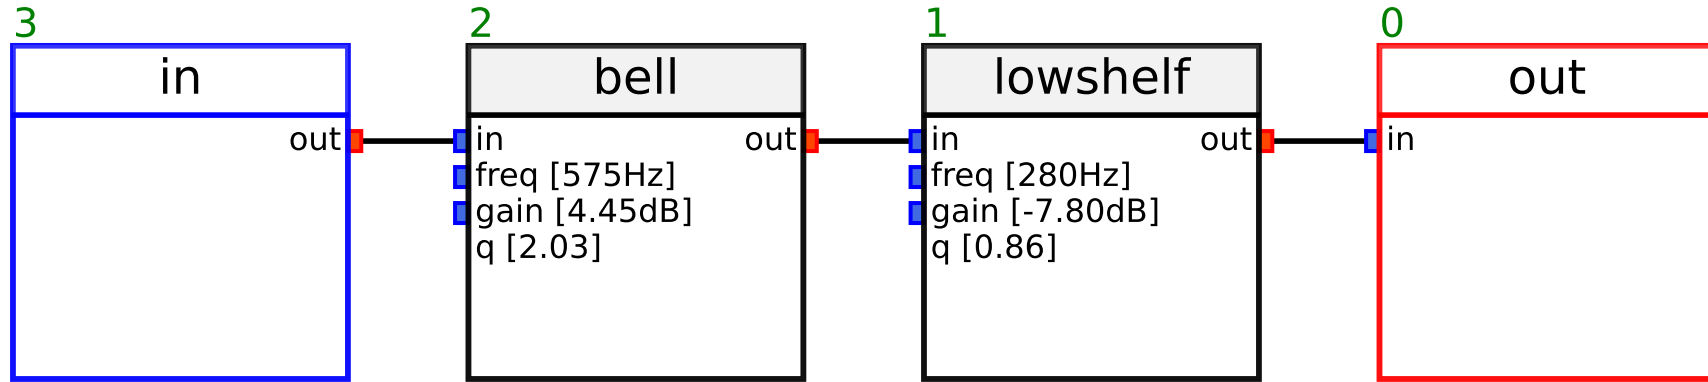 3
in
out
2
bell
in
out
freq [575Hz]
gain [4.45dB]
q [2.03]
1
lowshelf
in
out
freq [280Hz]
gain [-7.80dB]
q [0.86]
0
out
in